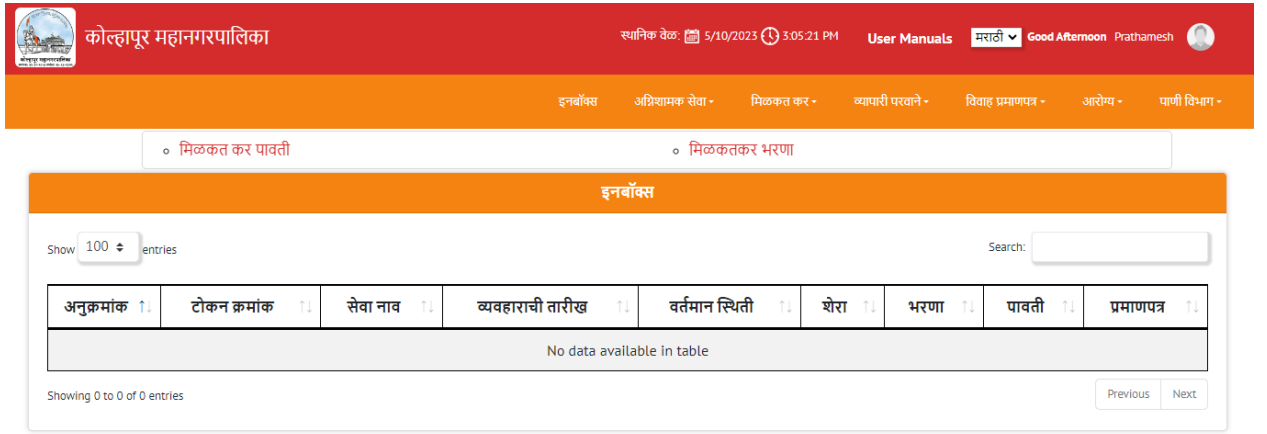 कोल्हापूर महानगरपालिका
स्थानिक वेळ: 5/10/2023 3:05:21 PM User Manuals मराठी Good Afternoon Prathamesh
इनबॉक्स अग्निशामक सेवा मिळकत कर व्यापारी परवाने विवाह प्रमाणपत्र आरोग्य पाणी विभाग
मिळकत कर पावती मिळकतकर भरणा
इनबॉक्स
Show 100 entries Search:
अनुक्रमांक टोकन क्रमांक सेवा नाव व्यवहाराची तारीख वर्तमान स्थिती शेरा भरणा पावती प्रमाणपत्र
No data available in table
Showing 0 to 0 of 0 entries Previous Next